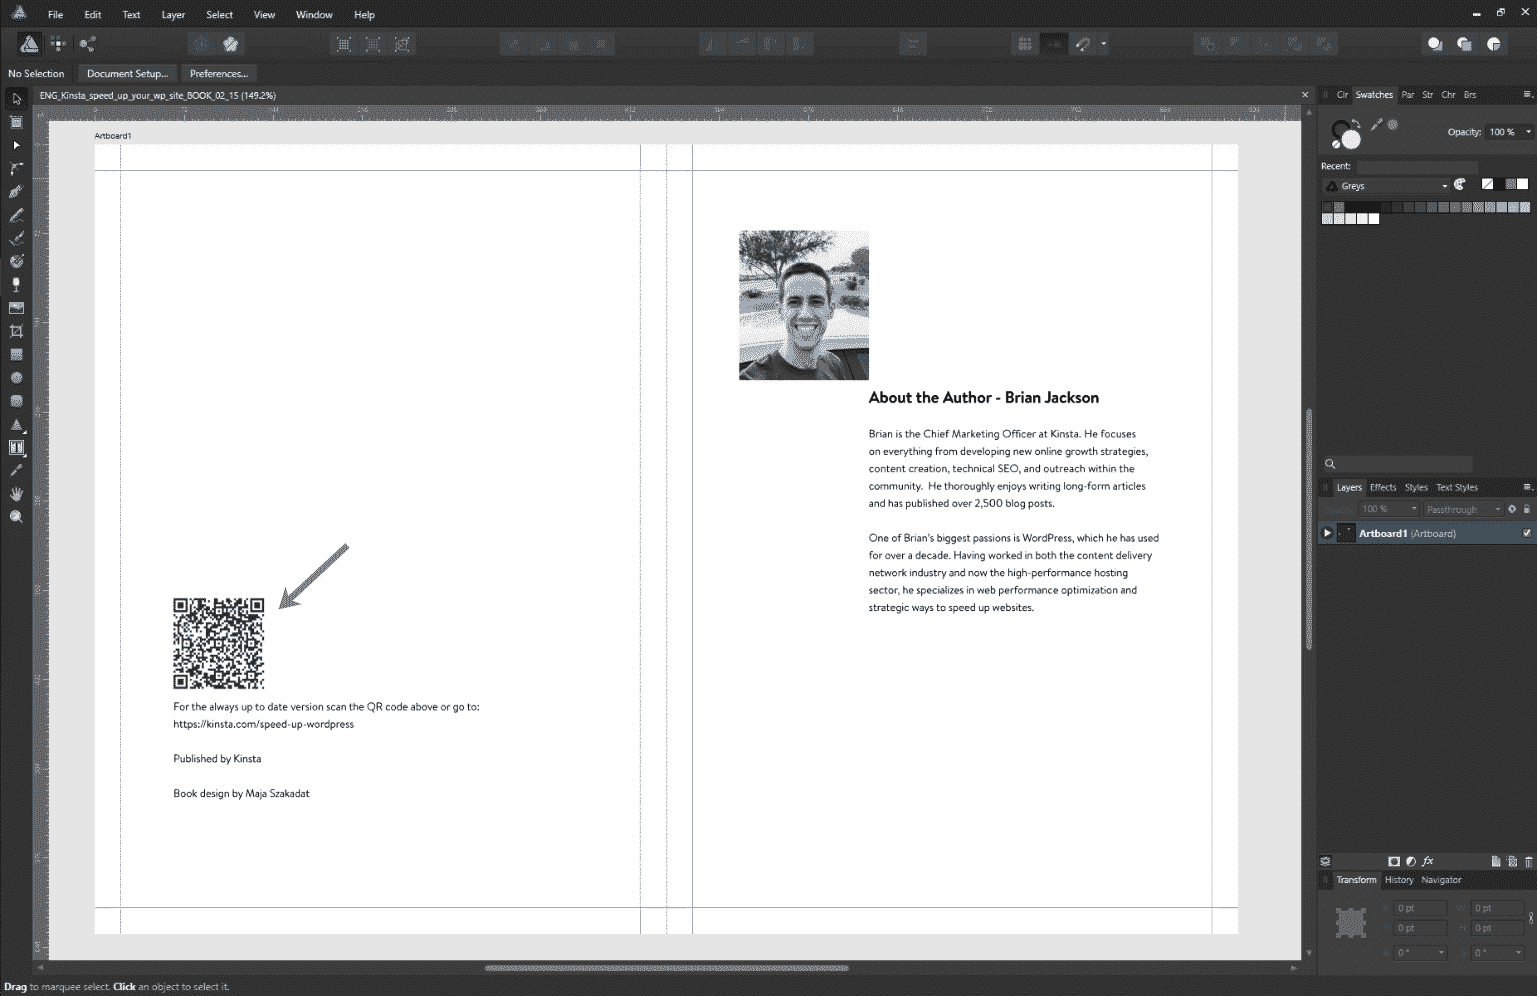 File Edit Text Layer Select View Window Help
No Selection Document Setup... Preferences...
ENG_Kinsta_speed_up_your_wp_site_BOOK_02_15 (149.2%)
Clr Swatches Par Str Chr Brs
Artboard1
Opacity: 100 %
Recent:
Greys
About the Author - Brian Jackson
Brian is the Chief Marketing Officer at Kinsta. He focuses
on everything from developing new online growth strategies,
content creation, technical SEO, and outreach within the
community. He thoroughly enjoys writing long-form articles
and has published over 2,500 blog posts.
One of Brian's biggest passions is WordPress, which he has used
for over a decade. Having worked in both the content delivery
network industry and now the high-performance hosting
sector, he specializes in web performance optimization and
strategic ways to speed up websites.
For the always up to date version scan the QR code above or go to:
https://kinsta.com/speed-up-wordpress
Published by Kinsta
Book design by Maja Szakadat
Layers Effects Styles Text Styles
Opacity: 100 % Passthrough
Artboard1 (Artboard)
Transform History Navigator
X: 0 pt W: 0 pt
Y: 0 pt H: 0 pt
R: 0 ° S: 0 °
Drag to marquee select. Click an object to select it.